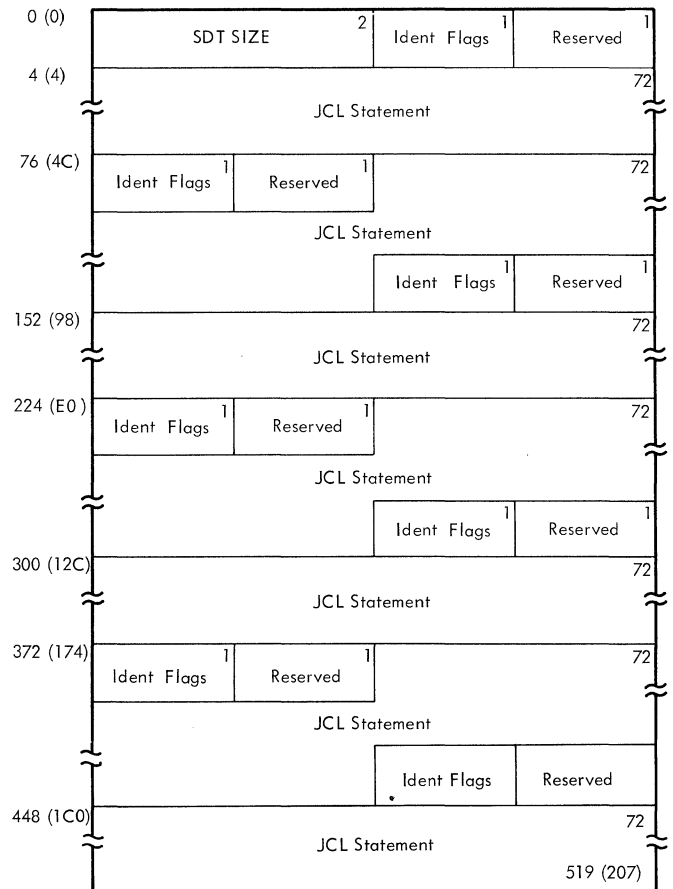 0 (0)
SDT SIZE 2 Ident Flags 1 Reserved 1
4 (4) 72
JCL Statement
76 (4C) Ident Flags 1 Reserved 1 72
JCL Statement
Ident Flags 1 Reserved 1
152 (98) 72
JCL Statement
224 (E0) Ident Flags 1 Reserved 1 72
JCL Statement
Ident Flags 1 Reserved 1
300 (12C) 72
JCL Statement
372 (174) Ident Flags 1 Reserved 1 72
JCL Statement
Ident Flags Reserved
448 (1C0) 72
JCL Statement
519 (207)